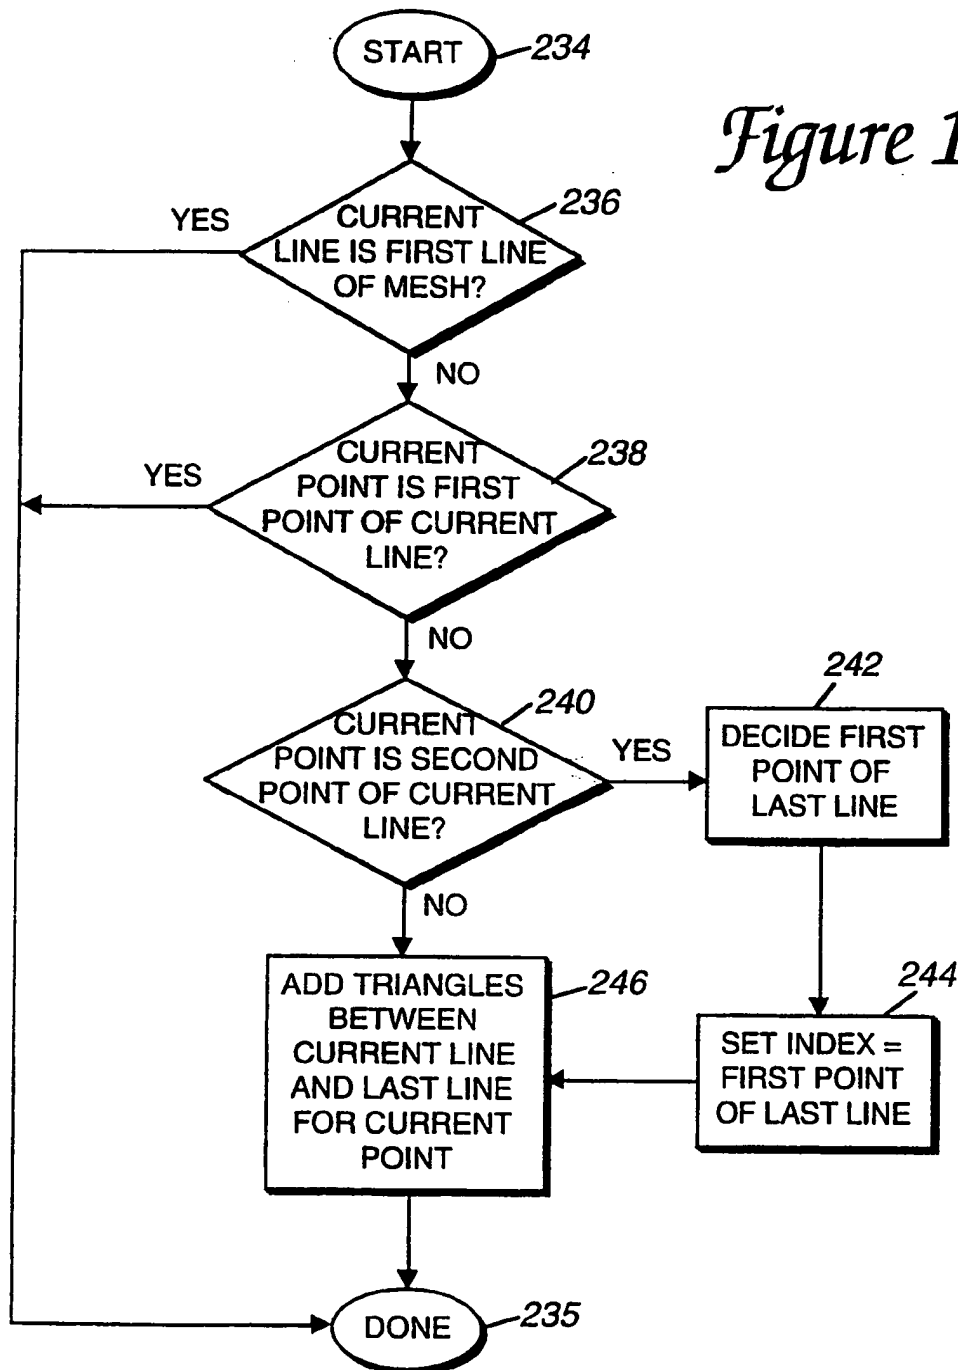 START
234
Figure 1
CURRENT
LINE IS FIRST LINE
OF MESH?
236
YES
NO
CURRENT
POINT IS FIRST
POINT OF CURRENT
LINE?
238
YES
NO
CURRENT
POINT IS SECOND
POINT OF CURRENT
LINE?
240
YES
242
DECIDE FIRST
POINT OF
LAST LINE
NO
244
SET INDEX =
FIRST POINT
OF LAST LINE
ADD TRIANGLES
BETWEEN
CURRENT LINE
AND LAST LINE
FOR CURRENT
POINT
246
DONE
235